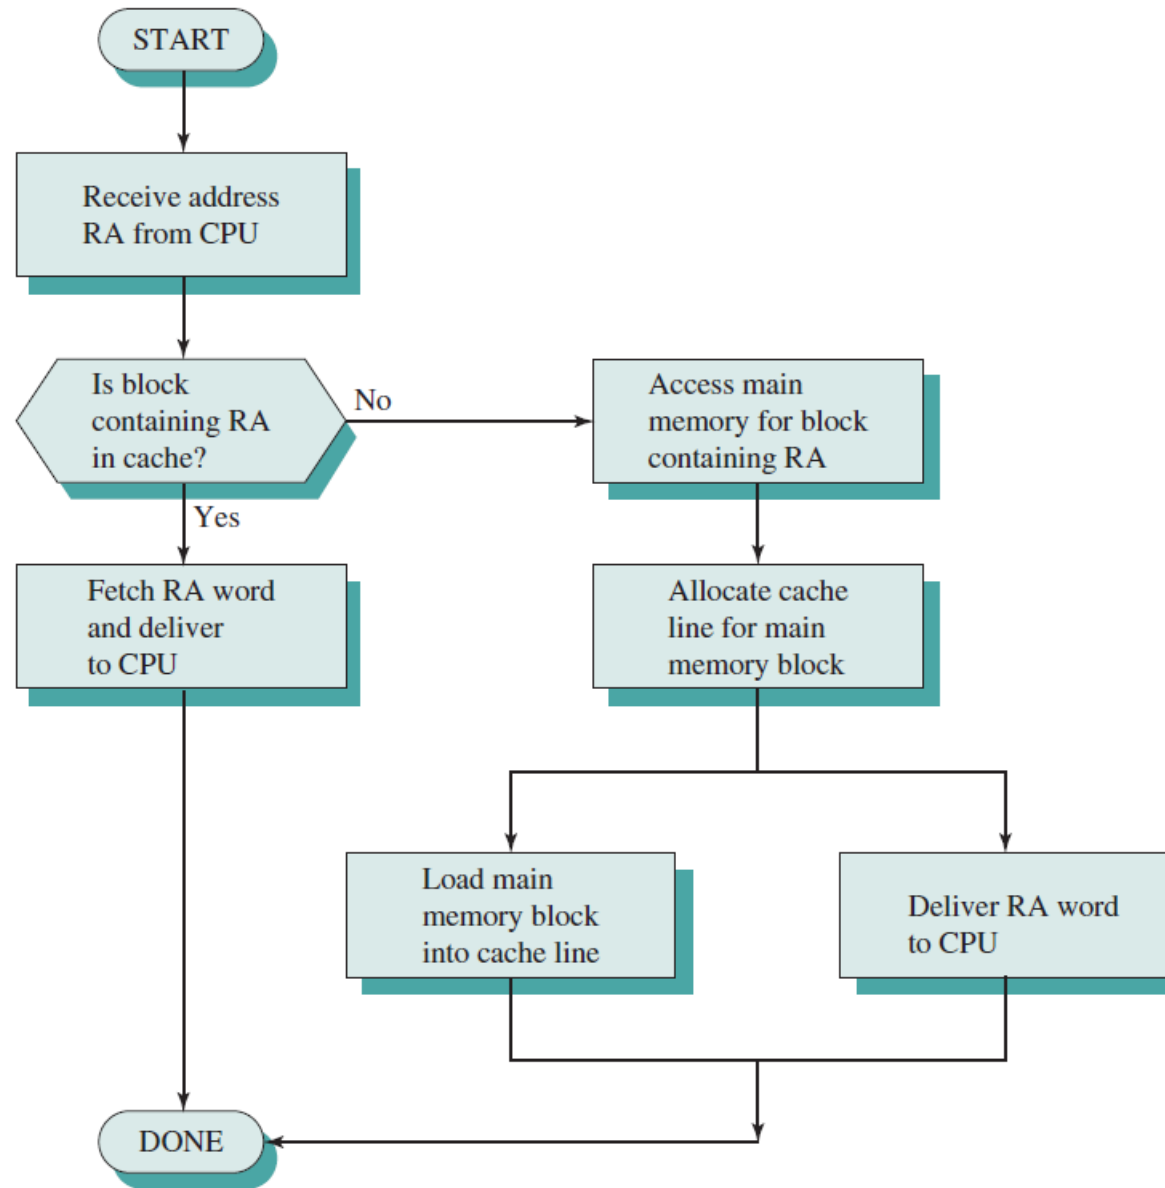 START
Receive address
RA from CPU
Is block
containing RA
in cache?
No
Access main
memory for block
containing RA
Yes
Fetch RA word
and deliver
to CPU
Allocate cache
line for main
memory block
Load main
memory block
into cache line
Deliver RA word
to CPU
DONE